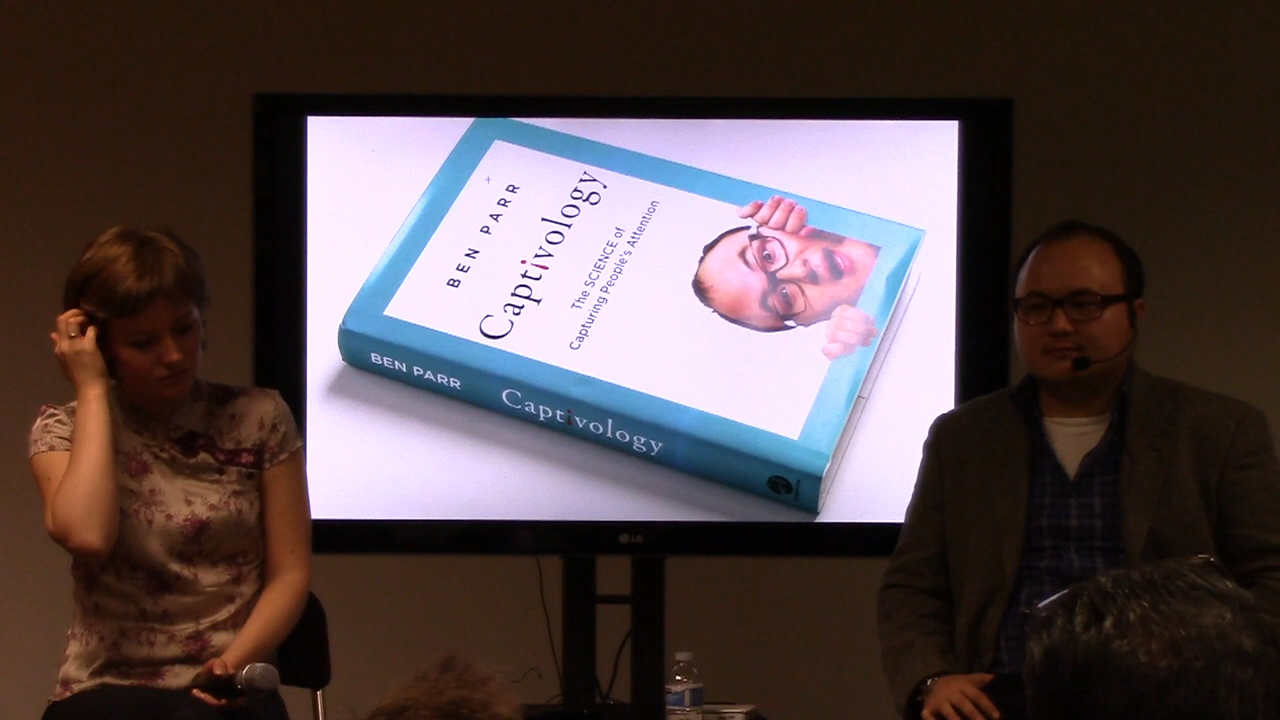 BEN PARR
Captivology
The SCIENCE of
Capturing People's Attention
BEN PARR
Captivology
LG